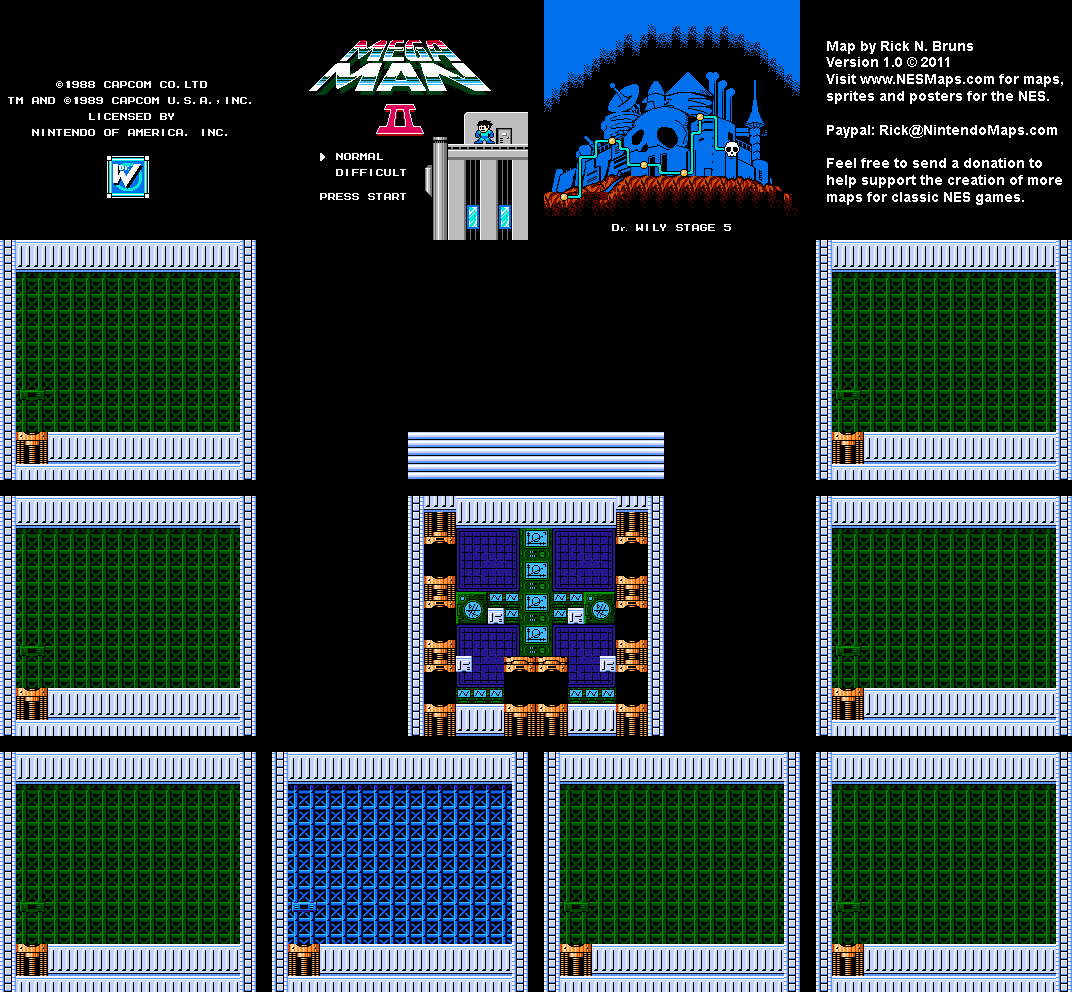 ©1988 CAPCOM CO.LTD
TM AND ©1989 CAPCOM U.S.A.,INC.
LICENSED BY
NINTENDO OF AMERICA. INC.
Dr. W
MEGA
MAN
II
NORMAL
DIFFICULT
PRESS START
Dr. WILY STAGE 5
Map by Rick N. Bruns
Version 1.0 © 2011
Visit www.NESMaps.com for maps,
sprites and posters for the NES.
Paypal: Rick@NintendoMaps.com
Feel free to send a donation to
help support the creation of more
maps for classic NES games.